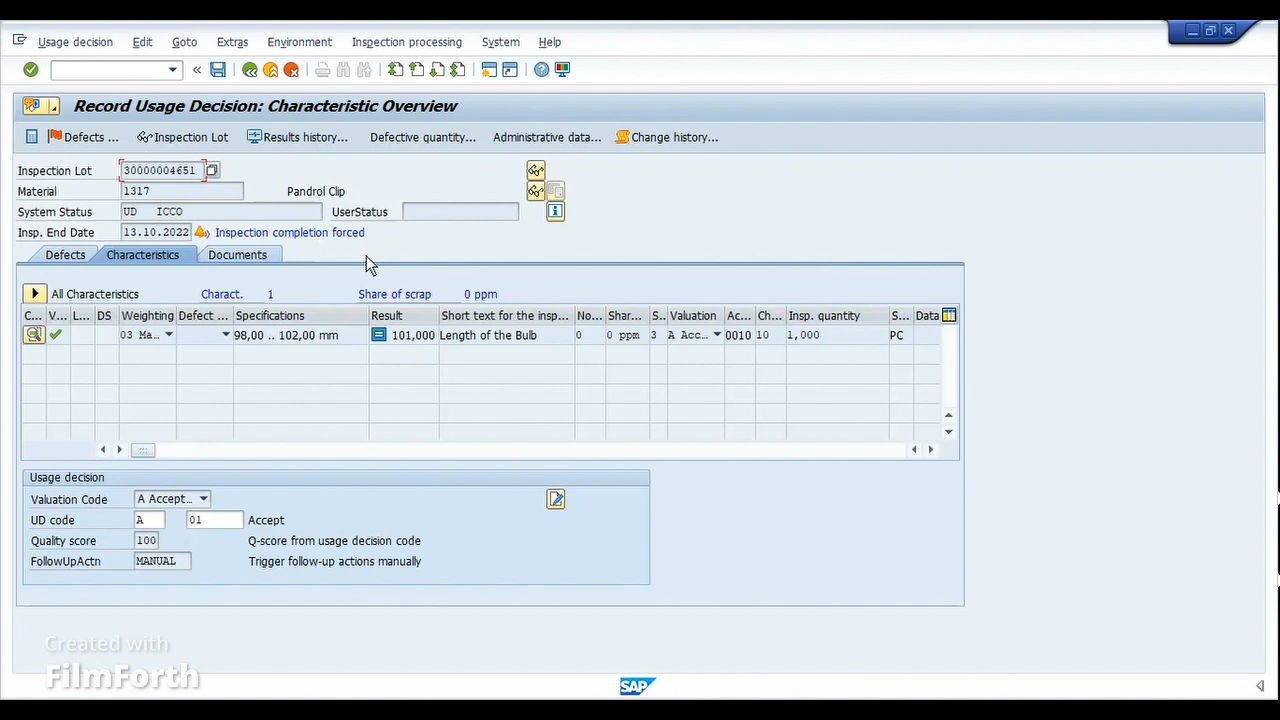 Usage decision Edit Goto Extras Environment Inspection processing System Help
Record Usage Decision: Characteristic Overview
Defects ... Inspection Lot Results history... Defective quantity... Administrative data... Change history...
Inspection Lot 30000004651
Material 1317 Pandrol Clip
System Status UD ICCO UserStatus
Insp. End Date 13.10.2022 Inspection completion forced
Defects Characteristics Documents
All Characteristics Charact. 1 Share of scrap 0 ppm
C... V... L... DS Weighting Defect ... Specifications Result Short text for the insp... No... Shar... S.. Valuation Ac... Ch... Insp. quantity S... Data
03 Ma... 98,00 .. 102,00 mm 101,000 Length of the Bulb 0 0 ppm 3 A Acc... 0010 10 1,000 PC
Usage decision
Valuation Code A Accept...
UD code A 01 Accept
Quality score 100 Q-score from usage decision code
FollowUpActn MANUAL Trigger follow-up actions manually
Created with
FilmForth
SAP